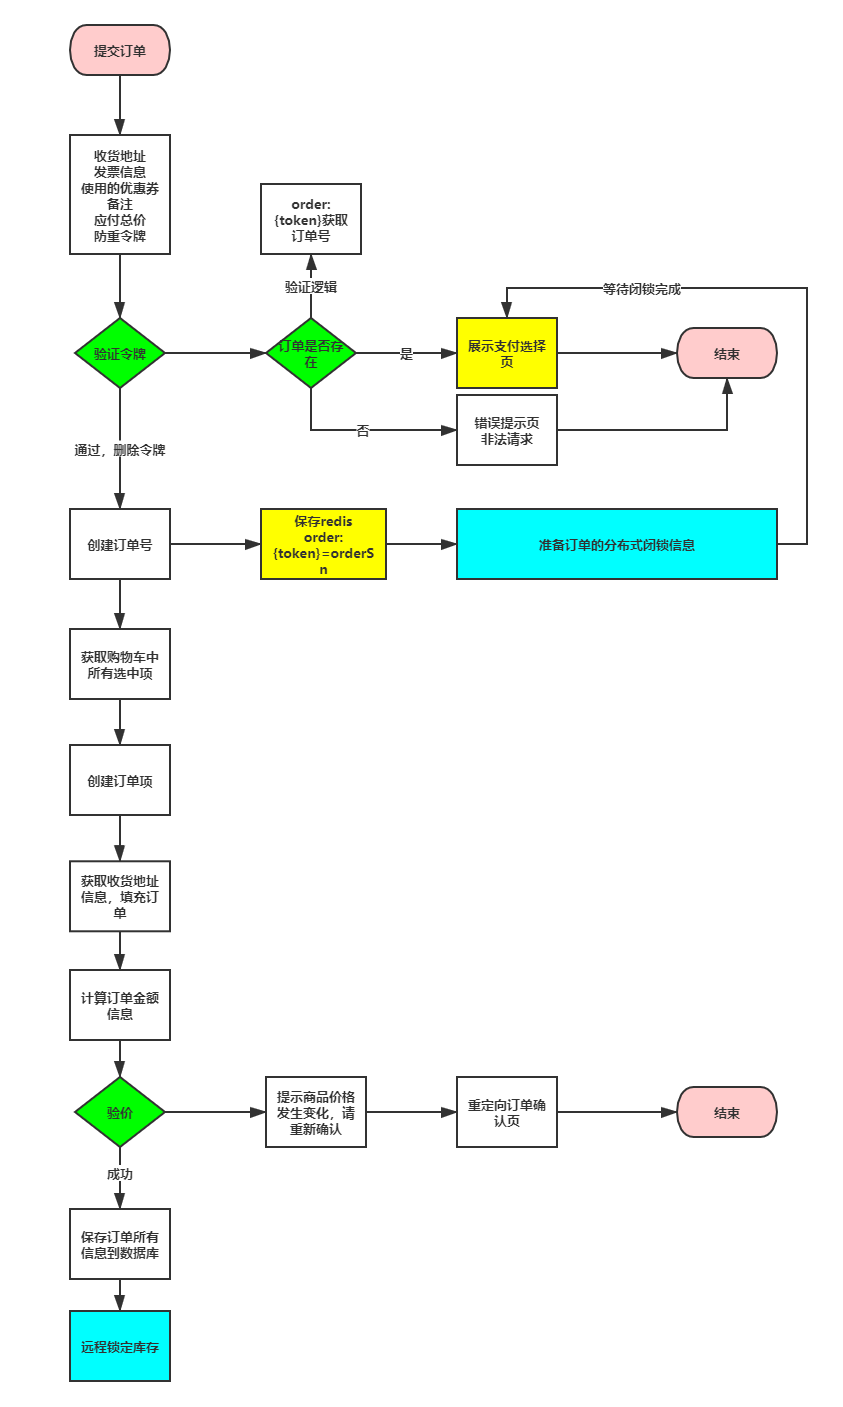 提交订单
收货地址
发票信息
使用的优惠券
备注
应付总价
防重令牌
order:
{token}获取
订单号
验证逻辑
等待闭锁完成
验证令牌
订单是否存
在
是
展示支付选择
页
结束
否
错误提示页
非法请求
通过，删除令牌
创建订单号
保存redis
order:
{token}=orderS
n
准备订单的分布式闭锁信息
获取购物车中
所有选中项
创建订单项
获取收货地址
信息，填充订
单
计算订单金额
信息
验价
提示商品价格
发生变化，请
重新确认
重定向订单确
认页
结束
成功
保存订单所有
信息到数据库
远程锁定库存